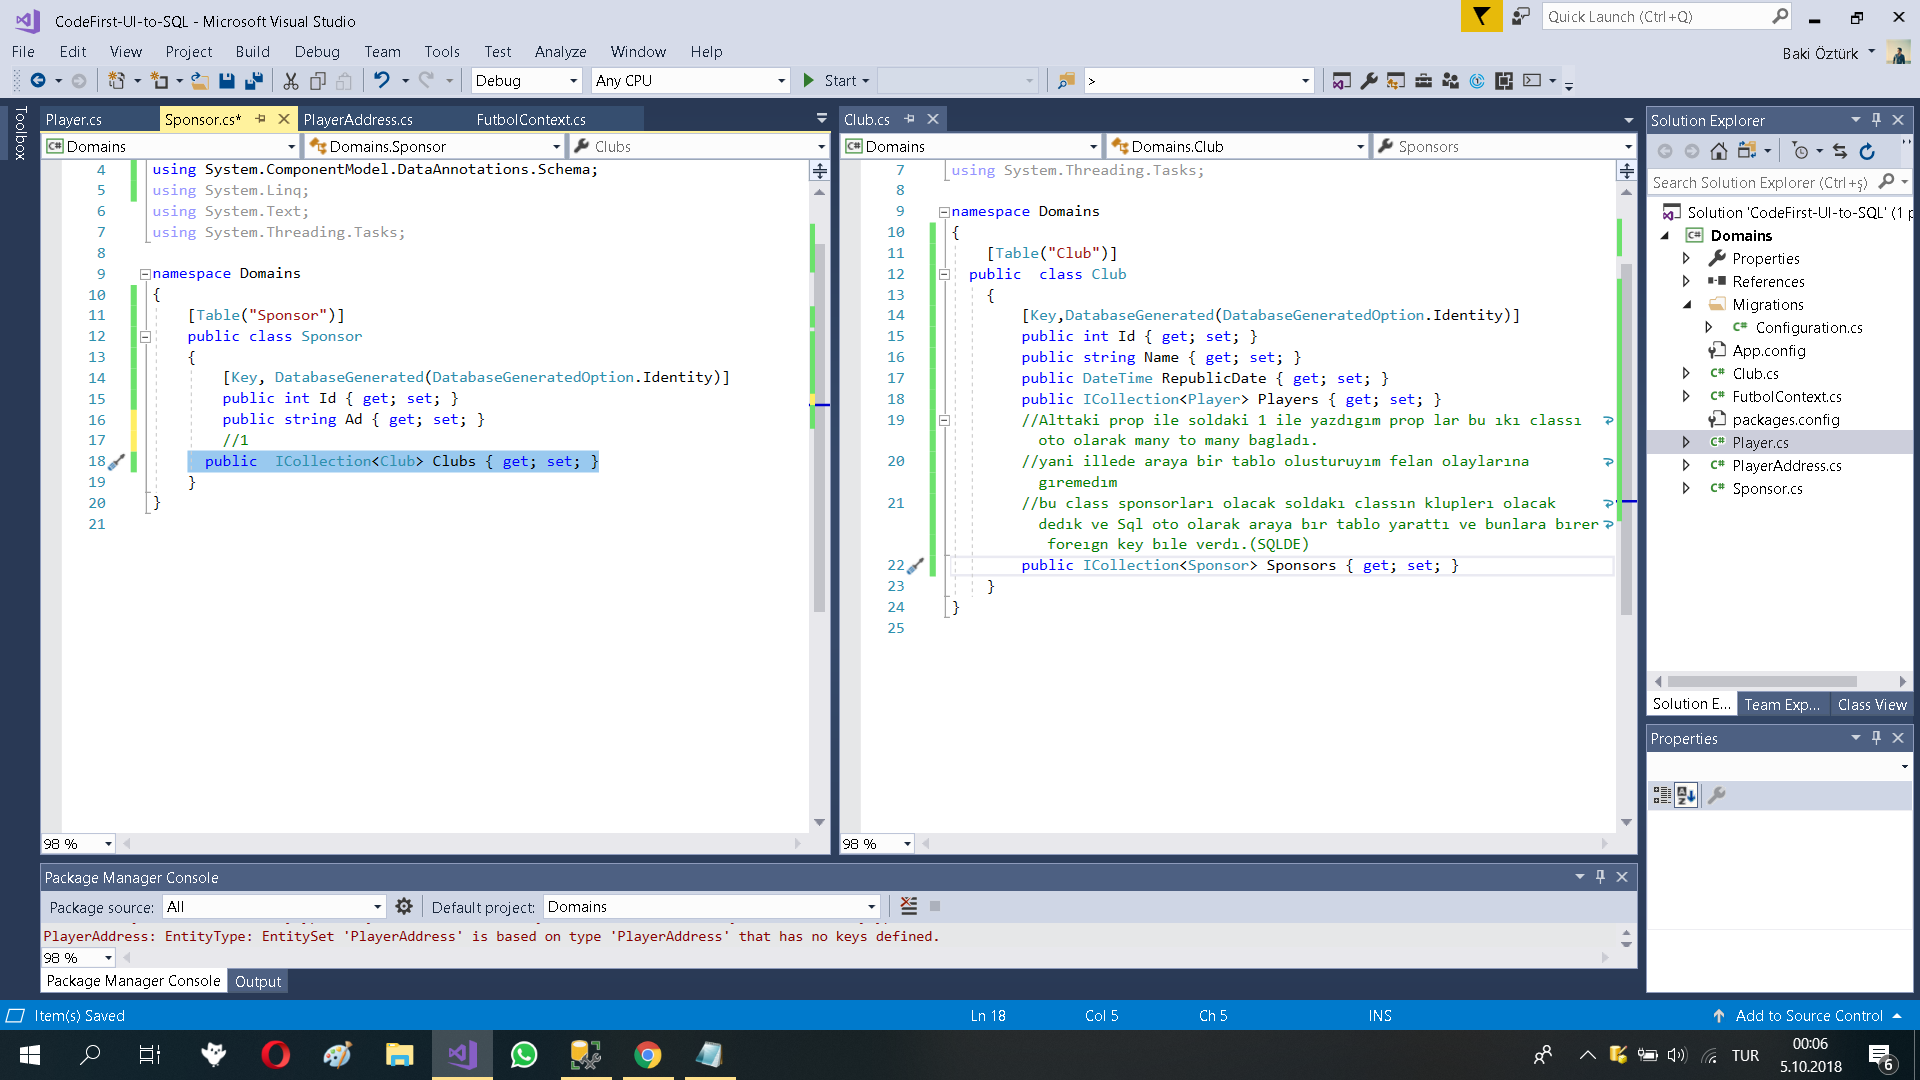 CodeFirst-UI-to-SQL - Microsoft Visual Studio
Quick Launch (Ctrl+Q)
File Edit View Project Build Debug Team Tools Test Analyze Window Help
Baki Öztürk
Debug Any CPU Start >
Toolbox
Player.cs Sponsor.cs* PlayerAddress.cs FutbolContext.cs
Domains Domains.Sponsor Clubs
4 using System.ComponentModel.DataAnnotations.Schema;
5 using System.Linq;
6 using System.Text;
7 using System.Threading.Tasks;
8
9 namespace Domains
10 {
11 [Table("Sponsor")]
12 public class Sponsor
13 {
14 [Key, DatabaseGenerated(DatabaseGeneratedOption.Identity)]
15 public int Id { get; set; }
16 public string Ad { get; set; }
17 //1
18 public  ICollection<Club> Clubs { get; set; }
19 }
20 }
21
98 %
Club.cs
Domains Domains.Club Sponsors
7 using System.Threading.Tasks;
8
9 namespace Domains
10 {
11 [Table("Club")]
12 public  class Club
13 {
14 [Key,DatabaseGenerated(DatabaseGeneratedOption.Identity)]
15 public int Id { get; set; }
16 public string Name { get; set; }
17 public DateTime RepublicDate { get; set; }
18 public ICollection<Player> Players { get; set; }
19 //Alttaki prop ile soldaki 1 ile yazdıgım prop lar bu ıkı classı
oto olarak many to many bagladı.
20 //yani illede araya bir tablo olusturuyım felan olaylarına
gıremedım
21 //bu class sponsorları olacak soldakı classın kluplerı olacak
dedık ve Sql oto olarak araya bır tablo yarattı ve bunlara bırer
foreıgn key bıle verdı.(SQLDE)
22 public ICollection<Sponsor> Sponsors { get; set; }
23 }
24 }
25
98 %
Solution Explorer
Search Solution Explorer (Ctrl+ş)
Solution 'CodeFirst-UI-to-SQL' (1 p
Domains
Properties
References
Migrations
Configuration.cs
App.config
Club.cs
FutbolContext.cs
packages.config
Player.cs
PlayerAddress.cs
Sponsor.cs
Solution E... Team Exp... Class View
Properties
Package Manager Console
Package source: All Default project: Domains
PlayerAddress: EntityType: EntitySet 'PlayerAddress' is based on type 'PlayerAddress' that has no keys defined.
98 %
Package Manager Console Output
Item(s) Saved Ln 18 Col 5 Ch 5 INS Add to Source Control
TUR 00:06
5.10.2018
6